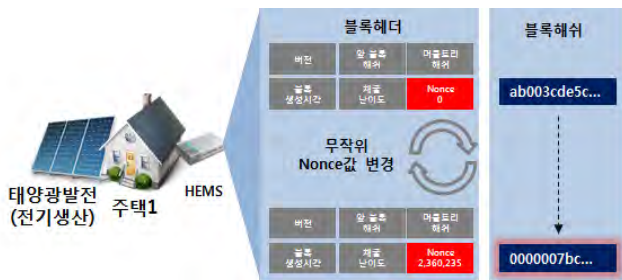 블록헤더
블록해쉬
버전
앞 블록
해쉬
머클트리
해쉬
블록
생성시간
채굴
난이도
Nonce
0
ab003cde5c...
무작위
Nonce값 변경
태양광발전
(전기생산)
주택1
HEMS
버전
앞 블록
해쉬
머클트리
해쉬
블록
생성시간
채굴
난이도
Nonce
2,360,235
0000007bc...